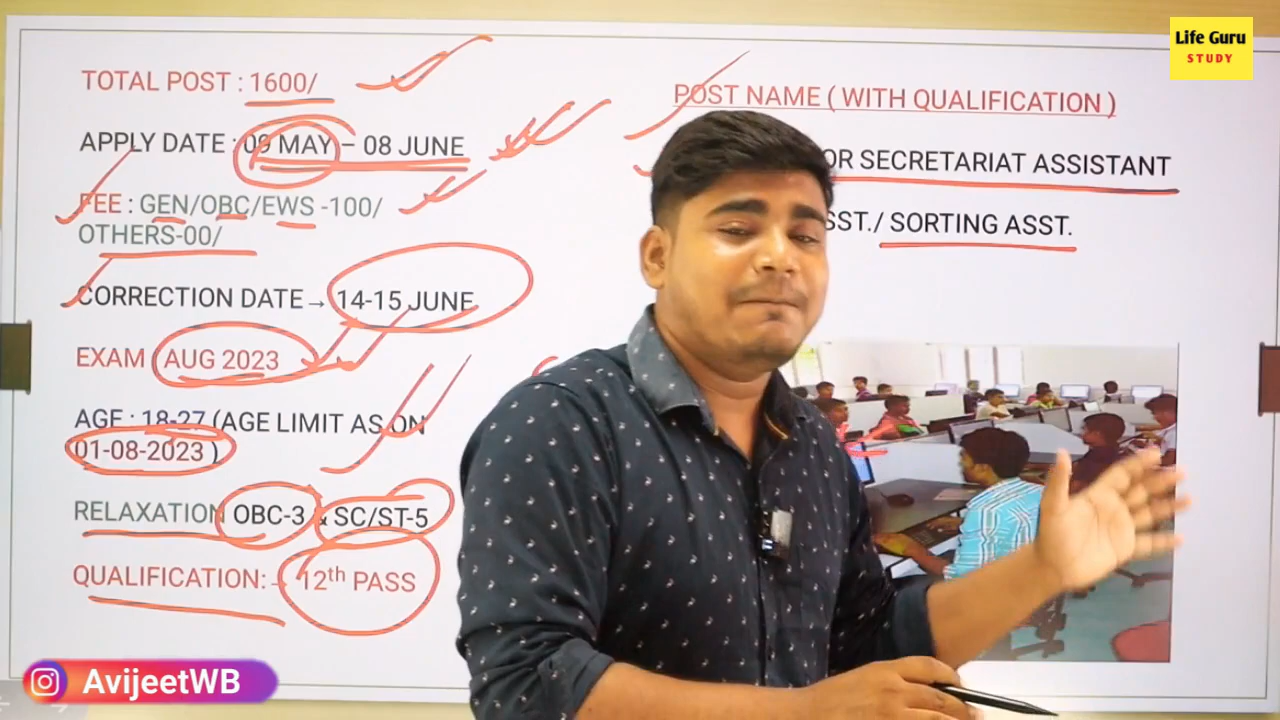 Life Guru
STUDY
TOTAL POST : 1600/
APPLY DATE : 09 MAY – 08 JUNE
FEE : GEN/OBC/EWS -100/
OTHERS-00/
CORRECTION DATE→ 14-15 JUNE
EXAM AUG 2023
AGE : 18-27 (AGE LIMIT AS ON
01-08-2023 )
RELAXATION OBC-3 & SC/ST-5
QUALIFICATION: → 12th PASS
POST NAME ( WITH QUALIFICATION )
SECRETARIAT ASSISTANT
SORTING ASST.
AvijeetWB